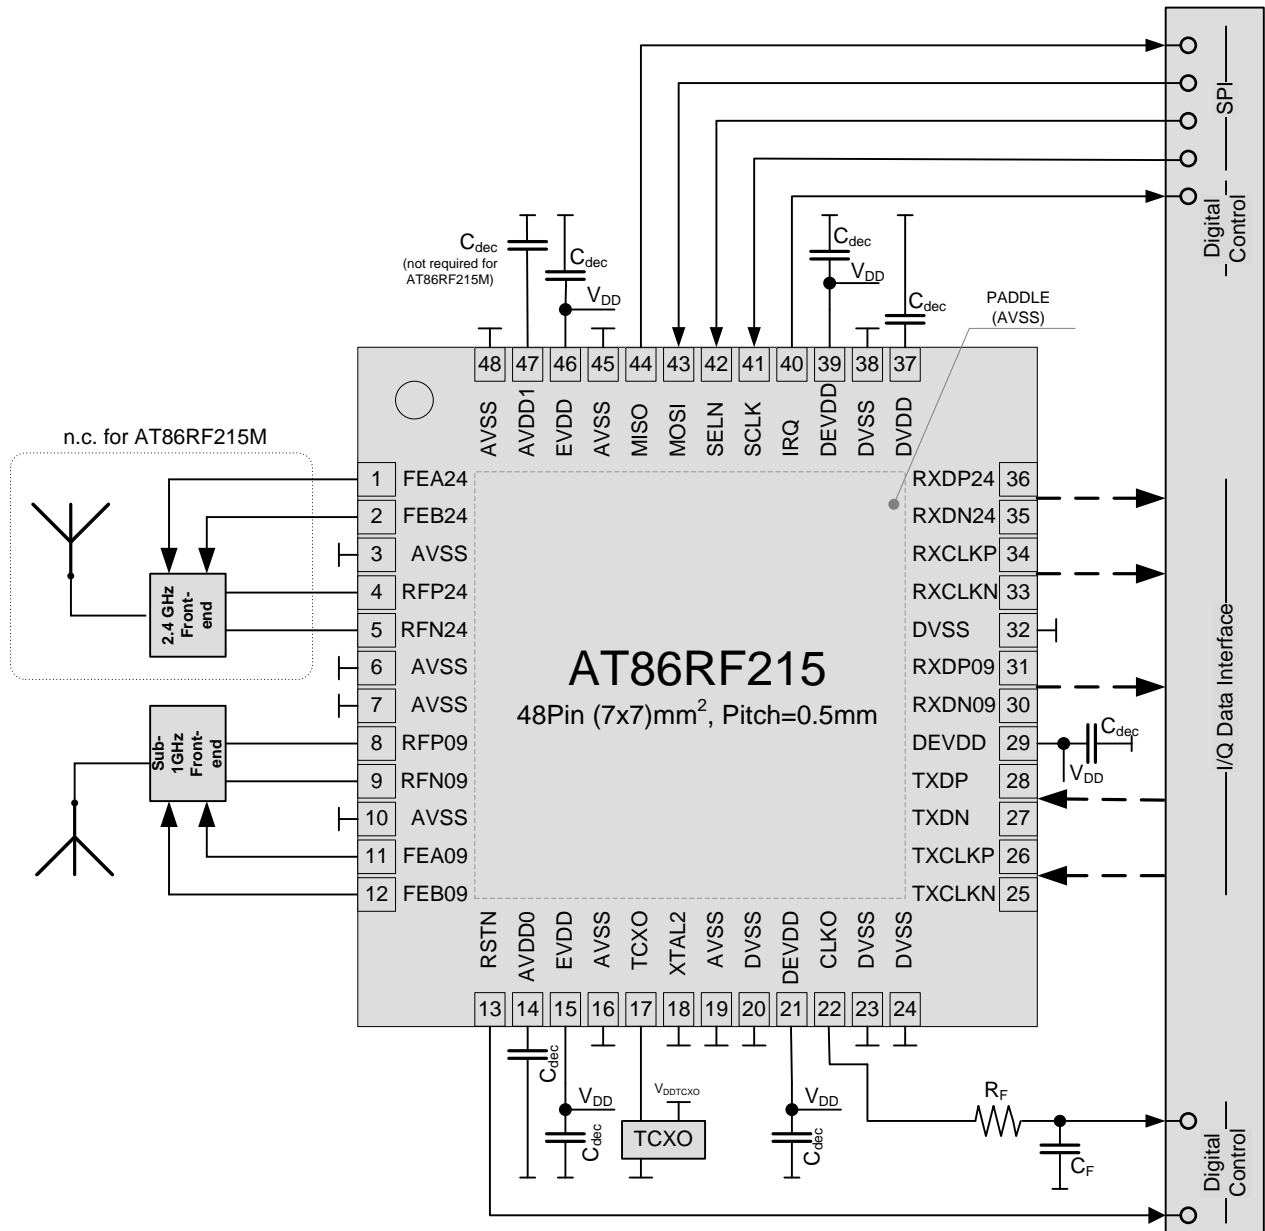 SPI
Digital
Control
Cdec
(not required for
AT86RF215M)
Cdec
VDD
Cdec
VDD
Cdec
PADDLE
(AVSS)
48
47
46
45
44
43
42
41
40
39
38
37
AVSS
AVDD1
EVDD
AVSS
MISO
MOSI
SELN
SCLK
IRQ
DEVDD
DVSS
DVDD
n.c. for AT86RF215M
2.4 GHz
Front-
end
Sub-
1GHz
Front-
end
1 FEA24
2 FEB24
3 AVSS
4 RFP24
5 RFN24
6 AVSS
7 AVSS
8 RFP09
9 RFN09
10 AVSS
11 FEA09
12 FEB09
AT86RF215
48Pin (7x7)mm², Pitch=0.5mm
RXDP24 36
RXDN24 35
RXCLKP 34
RXCLKN 33
DVSS 32
RXDP09 31
RXDN09 30
DEVDD 29
TXDP 28
TXDN 27
TXCLKP 26
TXCLKN 25
Cdec
VDD
I/Q Data Interface
RSTN
AVDD0
EVDD
AVSS
TCXO
XTAL2
AVSS
DVSS
DEVDD
CLKO
DVSS
DVSS
13
14
15
16
17
18
19
20
21
22
23
24
Cdec
VDD
Cdec
VDDTCXO
TCXO
VDD
Cdec
RF
CF
Digital
Control